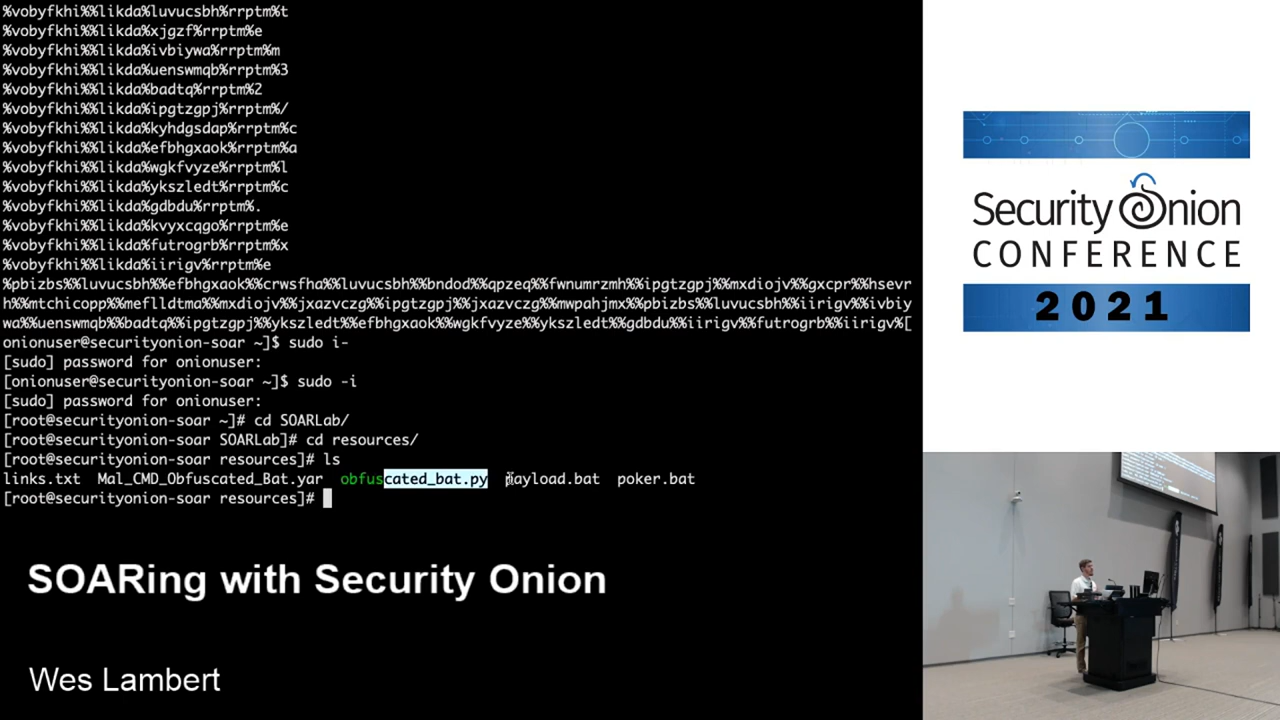 %vobyfkhi%%likda%luvucsbh%rrptm%t
%vobyfkhi%%likda%xjgzf%rrptm%e
%vobyfkhi%%likda%ivbiywa%rrptm%m
%vobyfkhi%%likda%uenswmqb%rrptm%3
%vobyfkhi%%likda%badtq%rrptm%2
%vobyfkhi%%likda%ipgtzgpj%rrptm%/
%vobyfkhi%%likda%kyhdgsdap%rrptm%c
%vobyfkhi%%likda%efbhgxaok%rrptm%a
%vobyfkhi%%likda%wgkfvyze%rrptm%l
%vobyfkhi%%likda%ykszledt%rrptm%c
%vobyfkhi%%likda%gdbdu%rrptm%.
%vobyfkhi%%likda%kvyxcqgo%rrptm%e
%vobyfkhi%%likda%futrogrb%rrptm%x
%vobyfkhi%%likda%iirigv%rrptm%e
%pbizbs%%luvucsbh%%efbhgxaok%%crwsfha%%luvucsbh%%bndod%%qpzeq%%fwnumrzmh%%ipgtzgpj%%mxdiojv%%gxcpr%%hsevr
h%%mtchicopp%%meflldtma%%mxdiojv%%jxazvczg%%ipgtzgpj%%jxazvczg%%mwpahjmx%%pbizbs%%luvucsbh%%iirigv%%ivbiy
wa%%uenswmqb%%badtq%%ipgtzgpj%%ykszledt%%efbhgxaok%%wgkfvyze%%ykszledt%%gdbdu%%iirigv%%futrogrb%%iirigv%[
onionuser@securityonion-soar ~]$ sudo i-
[sudo] password for onionuser:
[onionuser@securityonion-soar ~]$ sudo -i
[sudo] password for onionuser:
[root@securityonion-soar ~]# cd SOARLab/
[root@securityonion-soar SOARLab]# cd resources/
[root@securityonion-soar resources]# ls
links.txt Mal_CMD_Obfuscated_Bat.yar obfuscated_bat.py payload.bat poker.bat
[root@securityonion-soar resources]#
SOARing with Security Onion
Wes Lambert
Security Onion
CONFERENCE
2021